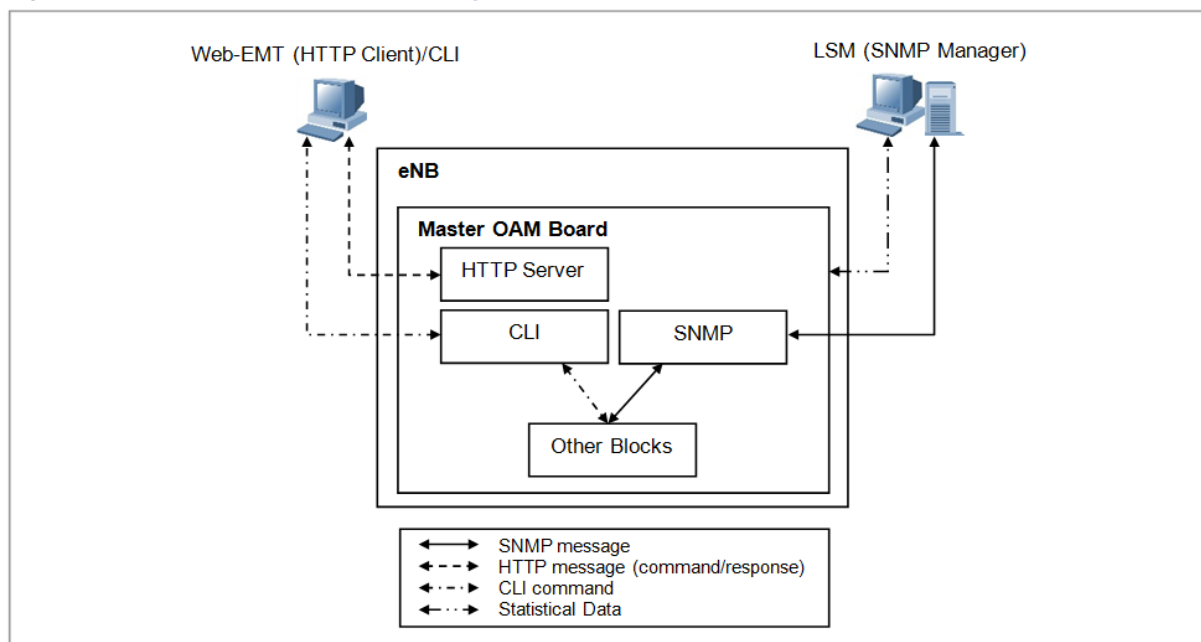 Web-EMT (HTTP Client)/CLI
LSM (SNMP Manager)
eNB
Master OAM Board
HTTP Server
CLI
SNMP
Other Blocks
SNMP message
HTTP message (command/response)
CLI command
Statistical Data